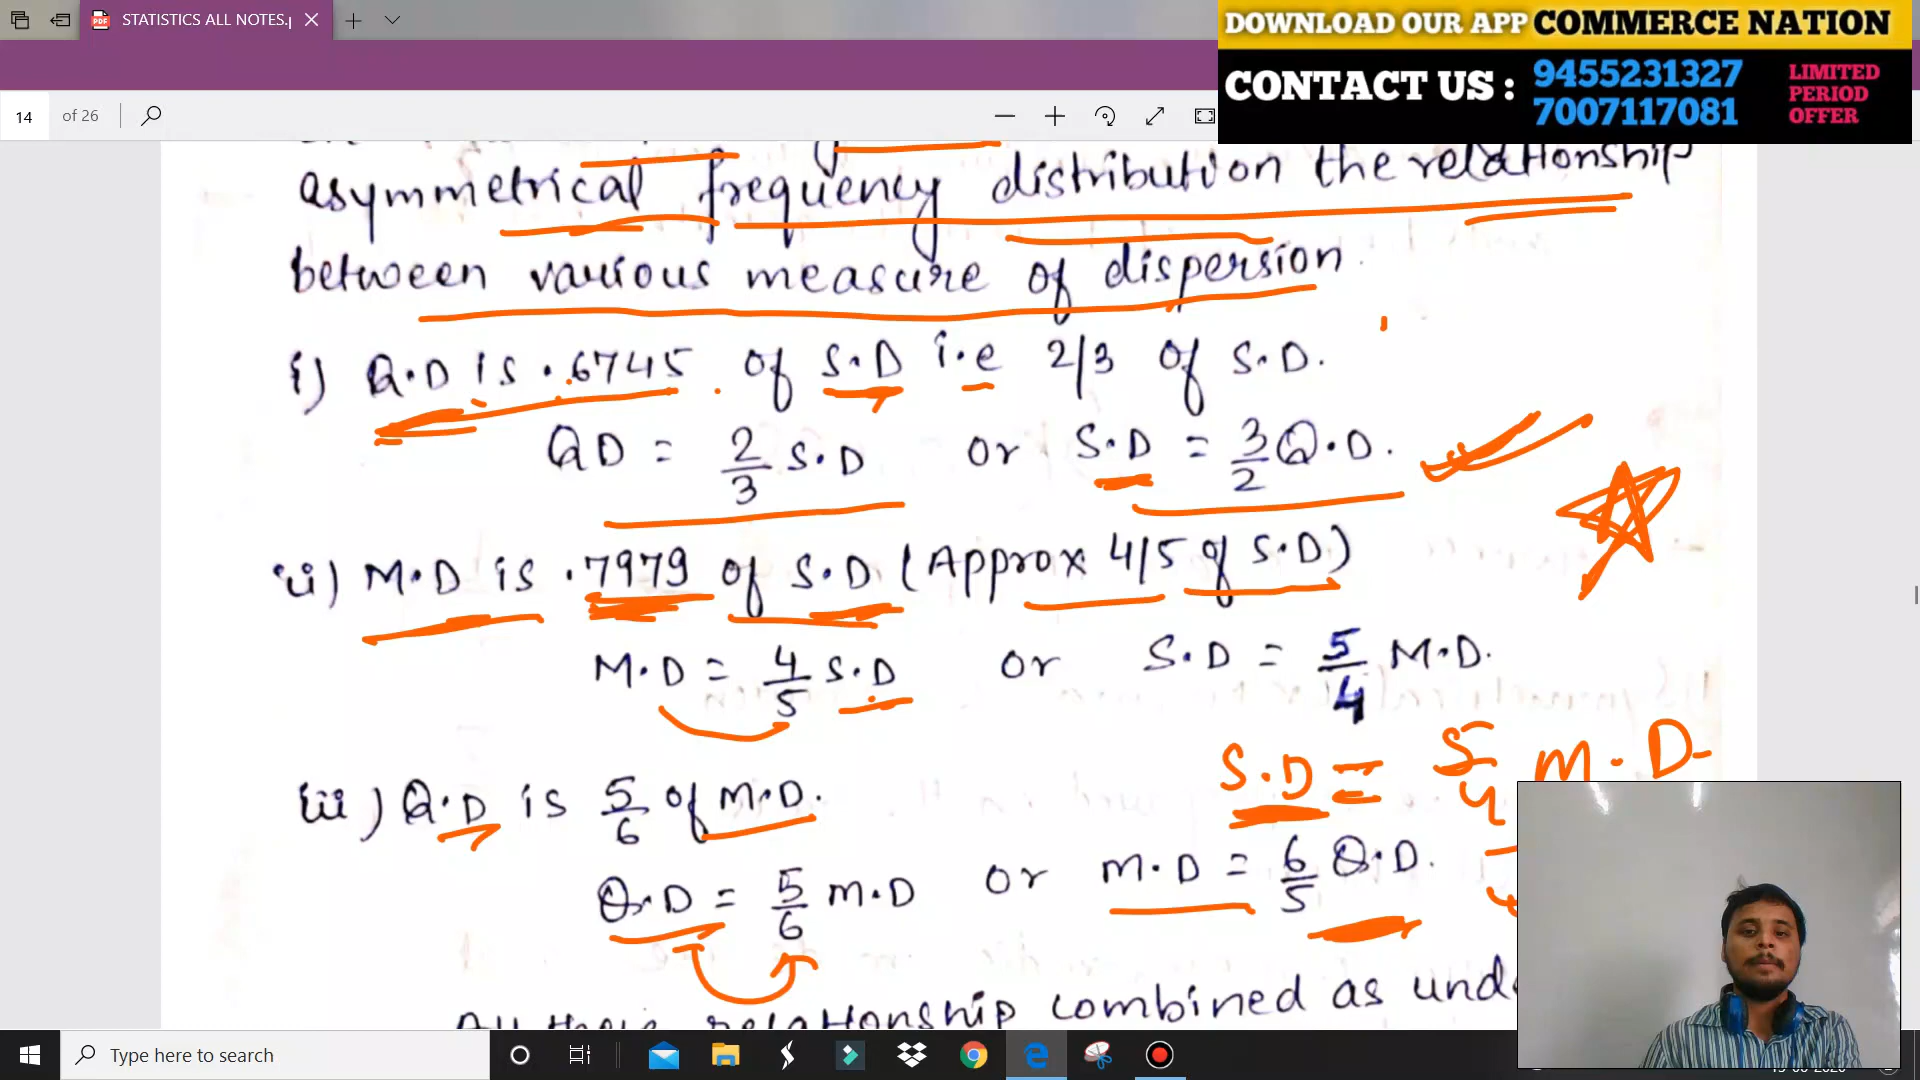 STATISTICS ALL NOTES.p
DOWNLOAD OUR APP COMMERCE NATION
CONTACT US : 9455231327
7007117081
LIMITED
PERIOD
OFFER
14 of 26
asymmetrical frequency distribution the relationship
between various measure of dispersion.
i) Q.D is .6745 of S.D i.e 2/3 of S.D.
QD = 2/3 S.D or S.D = 3/2 Q.D.
ii) M.D is .7979 of S.D (Approx 4/5 of S.D)
M.D = 4/5 S.D or S.D = 5/4 M.D.
S.D = 5/4 M.D
iii) Q.D is 5/6 of M.D.
Q.D = 5/6 M.D or M.D = 6/5 Q.D.
relationship combined as und
Type here to search